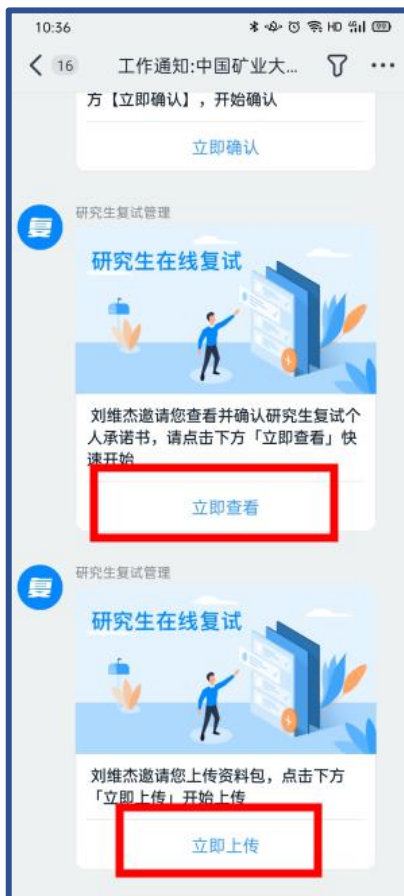 10:36
HD 5G 99
16 工作通知:中国矿业大...
方【立即确认】，开始确认
立即确认
研究生复试管理
复
研究生在线复试
刘维杰邀请您查看并确认研究生复试个
人承诺书，请点击下方「立即查看」快
速开始
立即查看
研究生复试管理
复
研究生在线复试
刘维杰邀请您上传资料包，点击下方
「立即上传」开始上传
立即上传